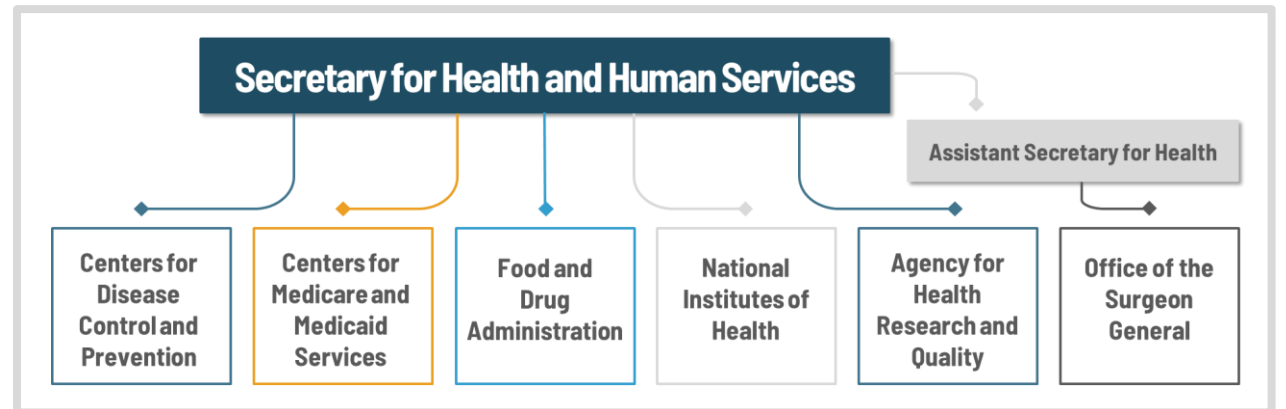 Secretary for Health and Human Services
Assistant Secretary for Health
Centers for
Disease
Control and
Prevention
Centers for
Medicare and
Medicaid
Services
Food and
Drug
Administration
National
Institutes of
Health
Agency for
Health
Research and
Quality
Office of the
Surgeon
General